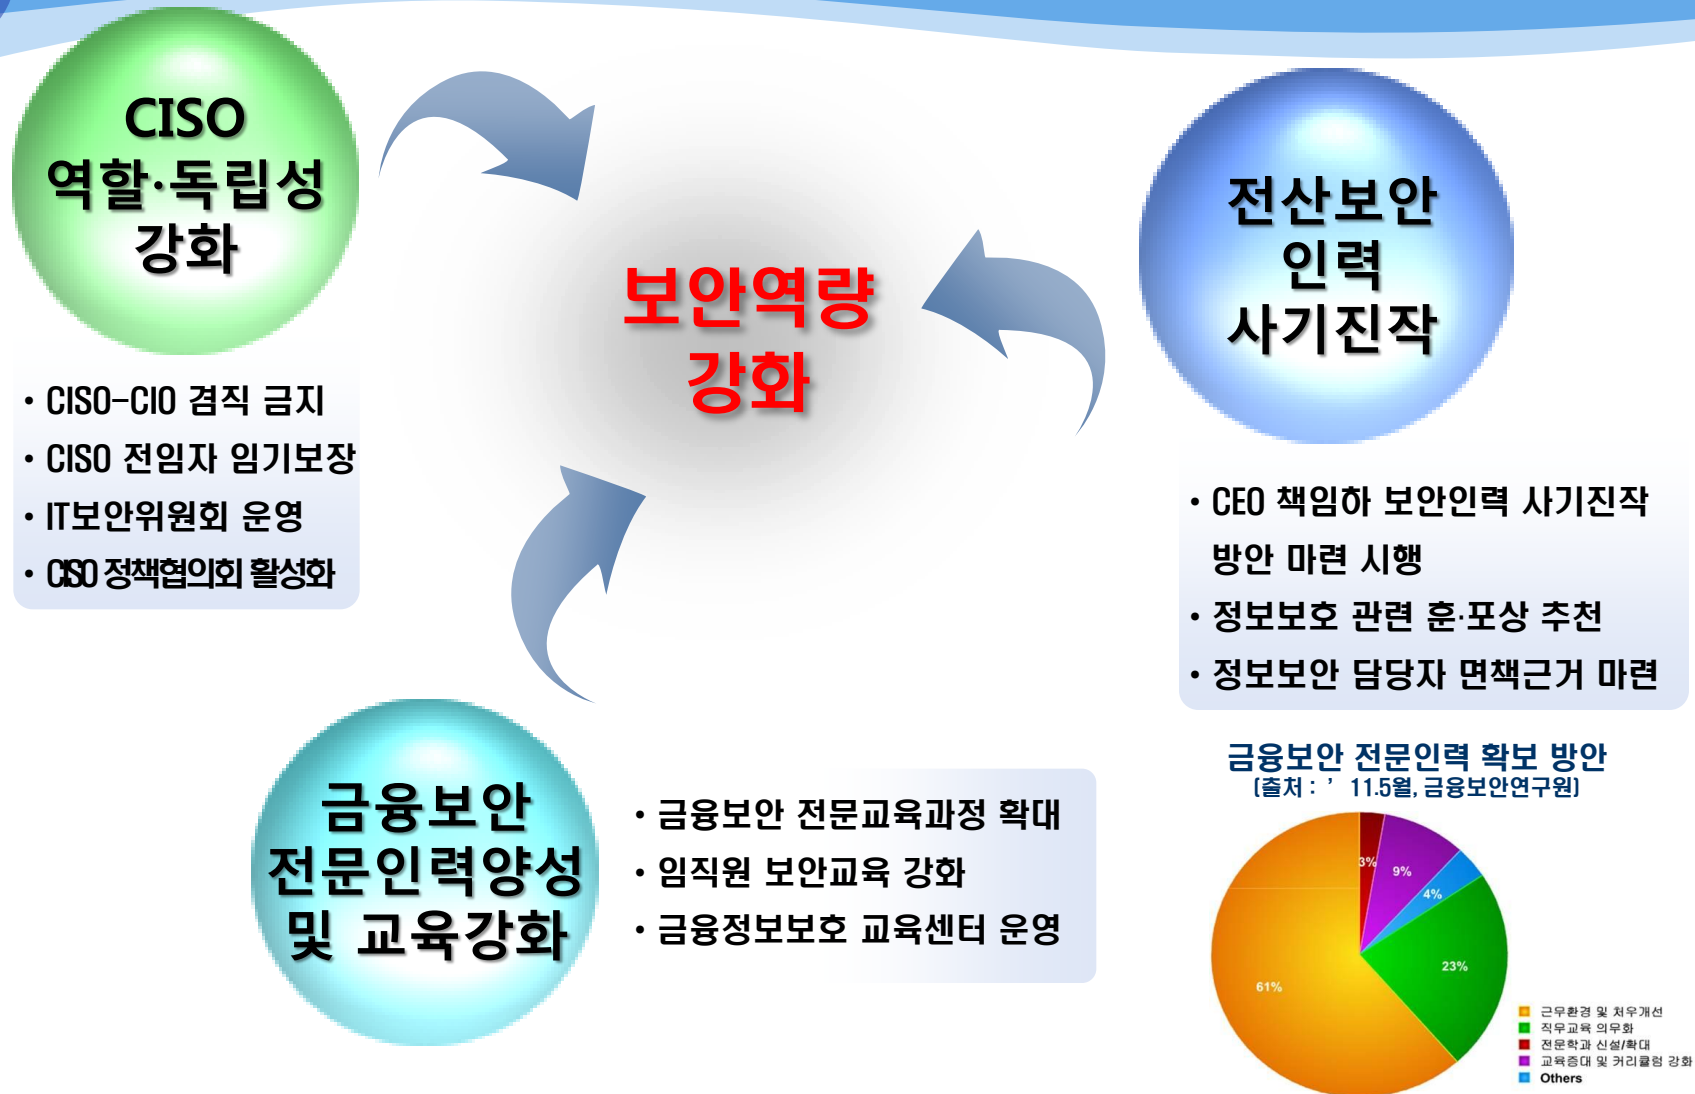 CISO
역할·독립성
강화
· CISO-CIO 겸직 금지
· CISO 전임자 임기보장
· IT보안위원회 운영
· CISO 정책협의회 활성화
보안역량
강화
전산보안
인력
사기진작
· CEO 책임하 보안인력 사기진작
방안 마련 시행
· 정보보호 관련 훈·포상 추천
· 정보보안 담당자 면책근거 마련
금융보안
전문인력양성
및 교육강화
· 금융보안 전문교육과정 확대
· 임직원 보안교육 강화
· 금융정보보호 교육센터 운영
금융보안 전문인력 확보 방안
(출처 : ’ 11.5월, 금융보안연구원)
3%
9%
4%
23%
61%
근무환경 및 처우개선
직무교육 의무화
전문학과 신설/확대
교육증대 및 커리큘럼 강화
Others